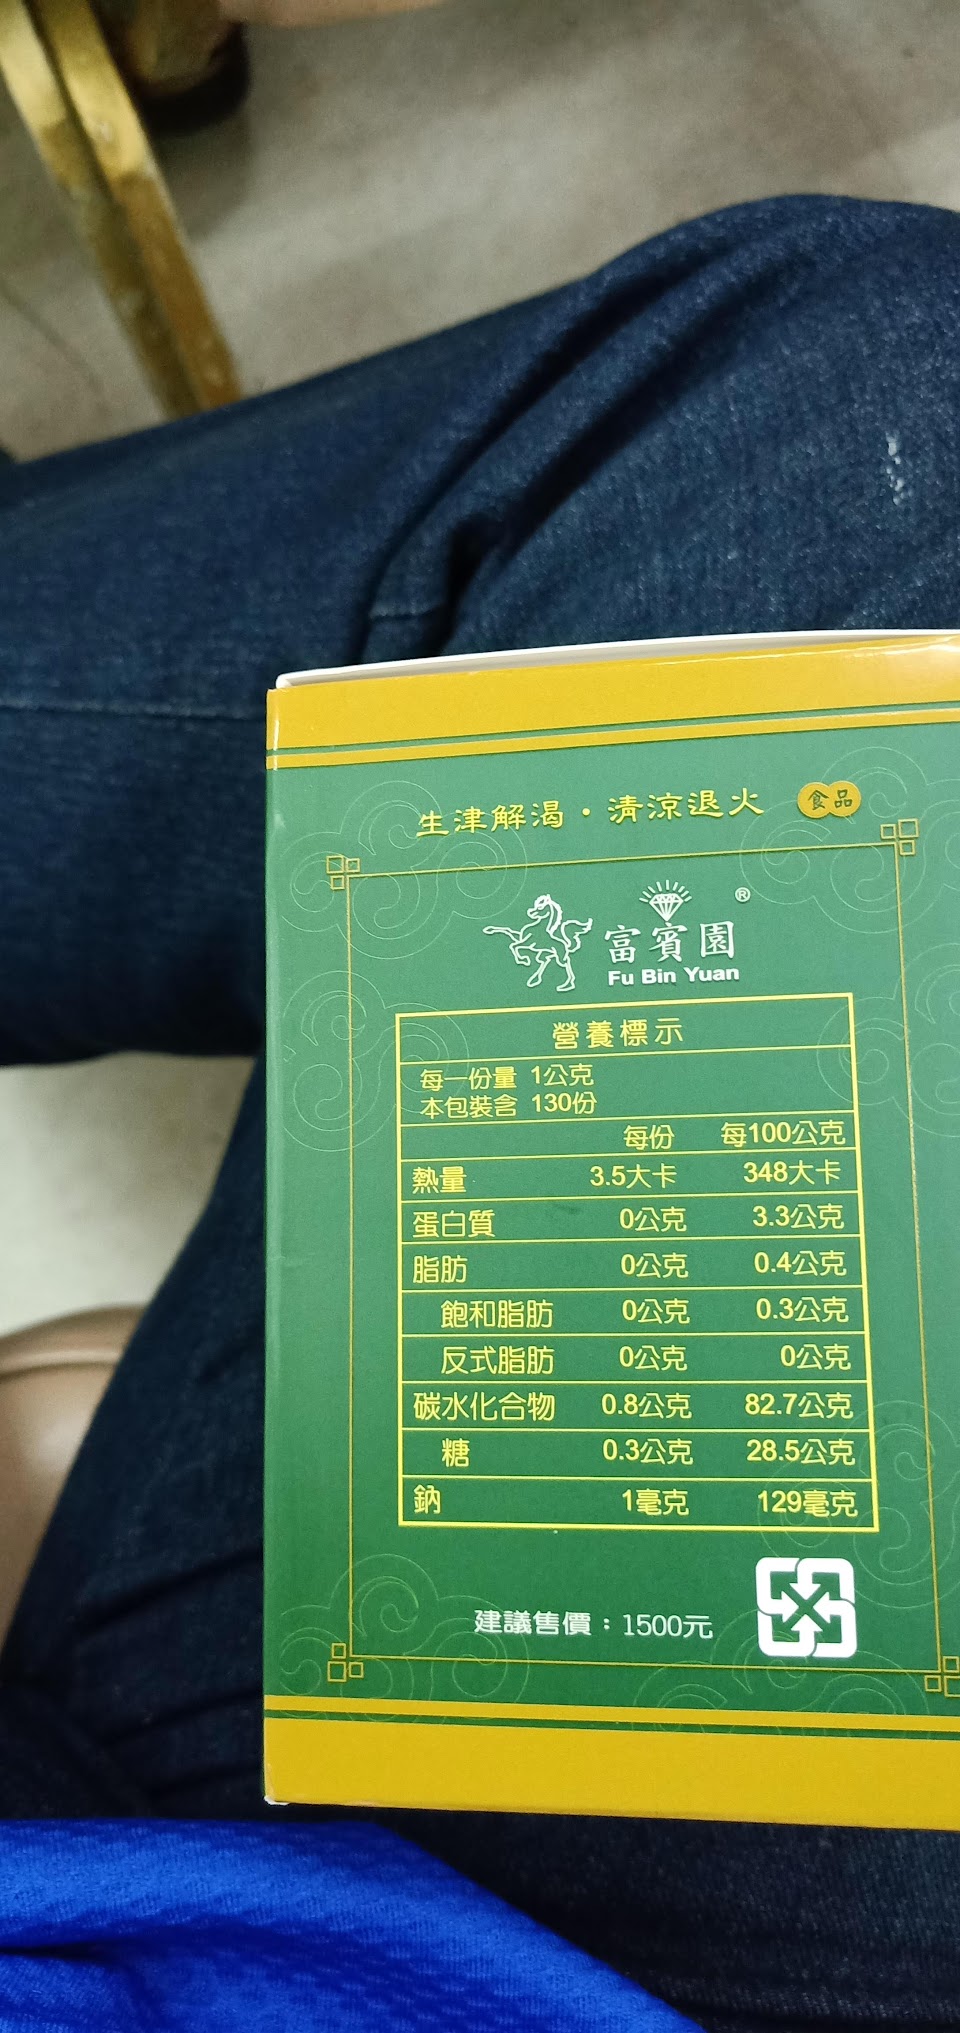 生津解渴・清涼退火 食品
富賓園®
Fu Bin Yuan
營養標示
每一份量 1公克
本包裝含 130份
每份 每100公克
熱量 3.5大卡 348大卡
蛋白質 0公克 3.3公克
脂肪 0公克 0.4公克
飽和脂肪 0公克 0.3公克
反式脂肪 0公克 0公克
碳水化合物 0.8公克 82.7公克
糖 0.3公克 28.5公克
鈉 1毫克 129毫克
建議售價：1500元